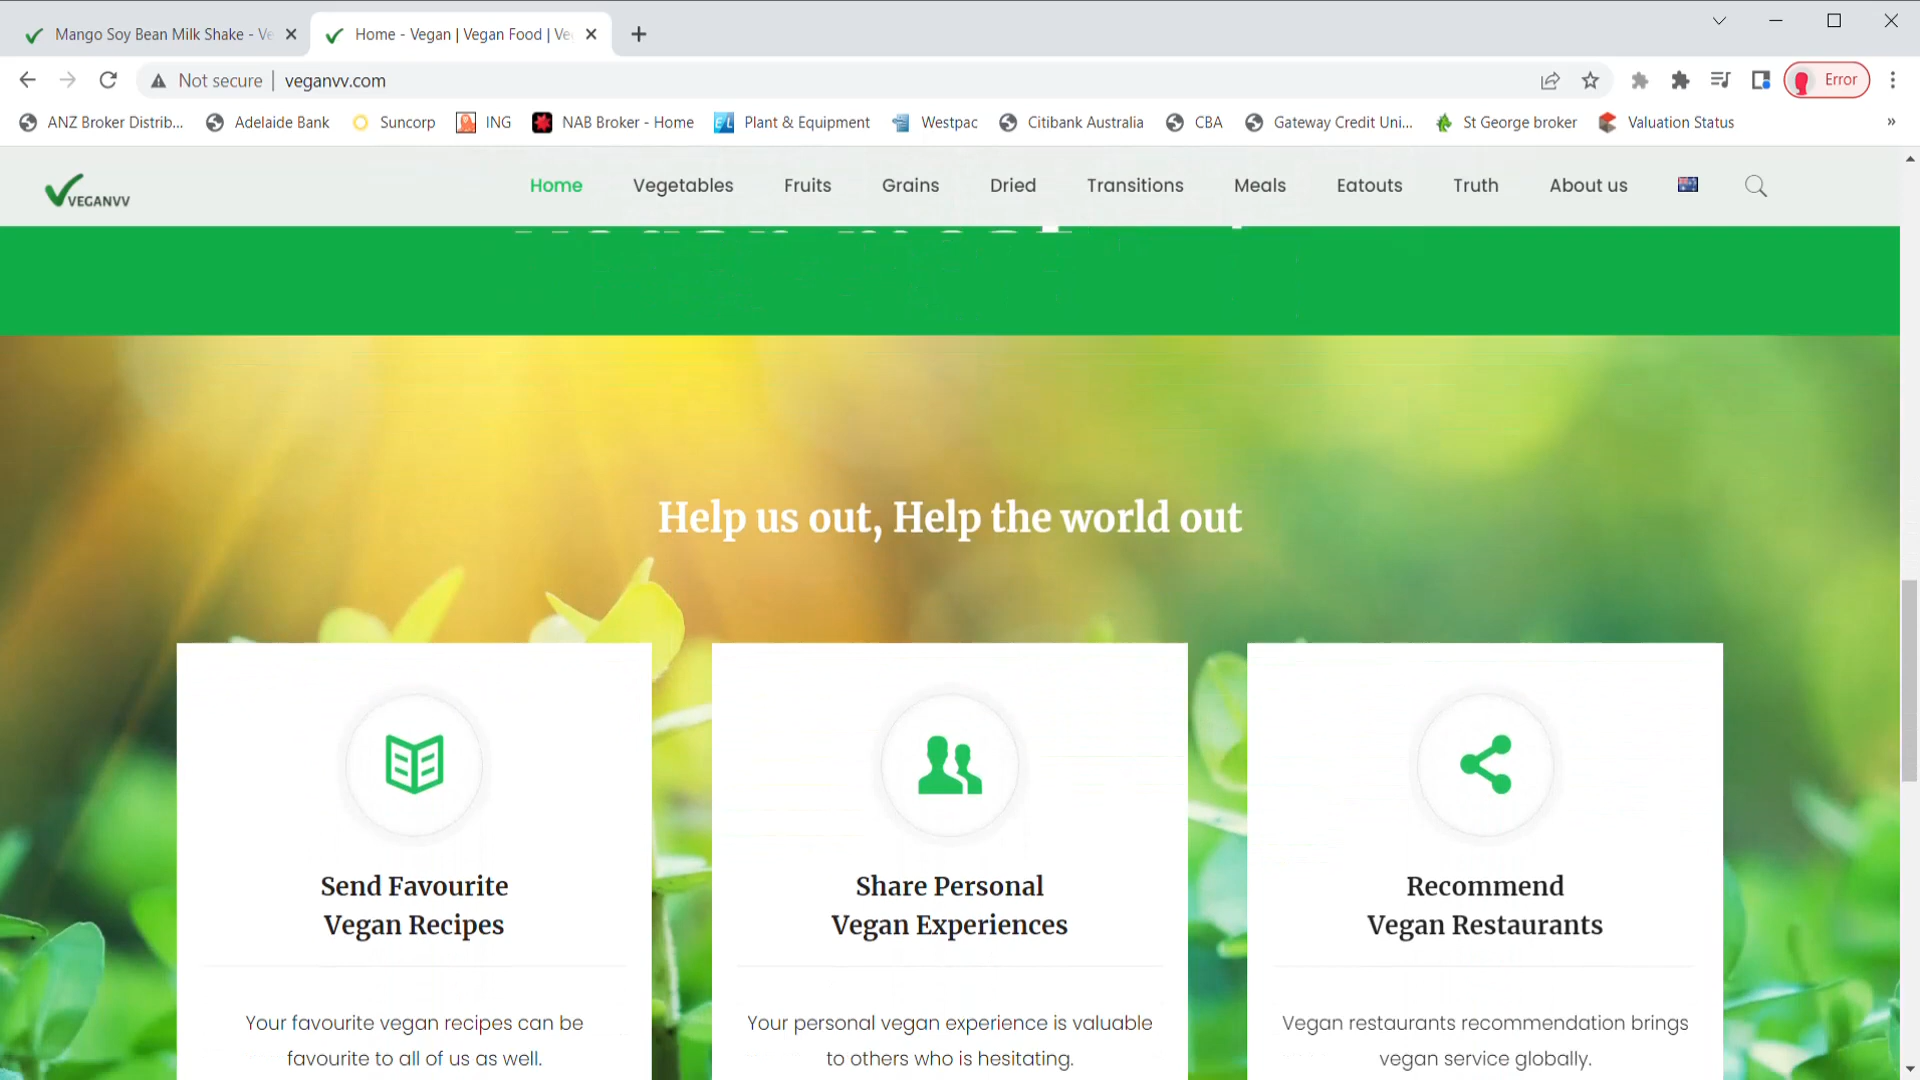 Mango Soy Bean Milk Shake - Ve
Home - Vegan | Vegan Food | Ve
Not secure | veganvv.com
Error
ANZ Broker Distrib...
Adelaide Bank
Suncorp
ING
NAB Broker - Home
Plant & Equipment
Westpac
Citibank Australia
CBA
Gateway Credit Uni...
St George broker
Valuation Status
»
VEGANVV
Home
Vegetables
Fruits
Grains
Dried
Transitions
Meals
Eatouts
Truth
About us
Help us out, Help the world out
Send Favourite
Vegan Recipes
Your favourite vegan recipes can be
favourite to all of us as well.
Share Personal
Vegan Experiences
Your personal vegan experience is valuable
to others who is hesitating.
Recommend
Vegan Restaurants
Vegan restaurants recommendation brings
vegan service globally.